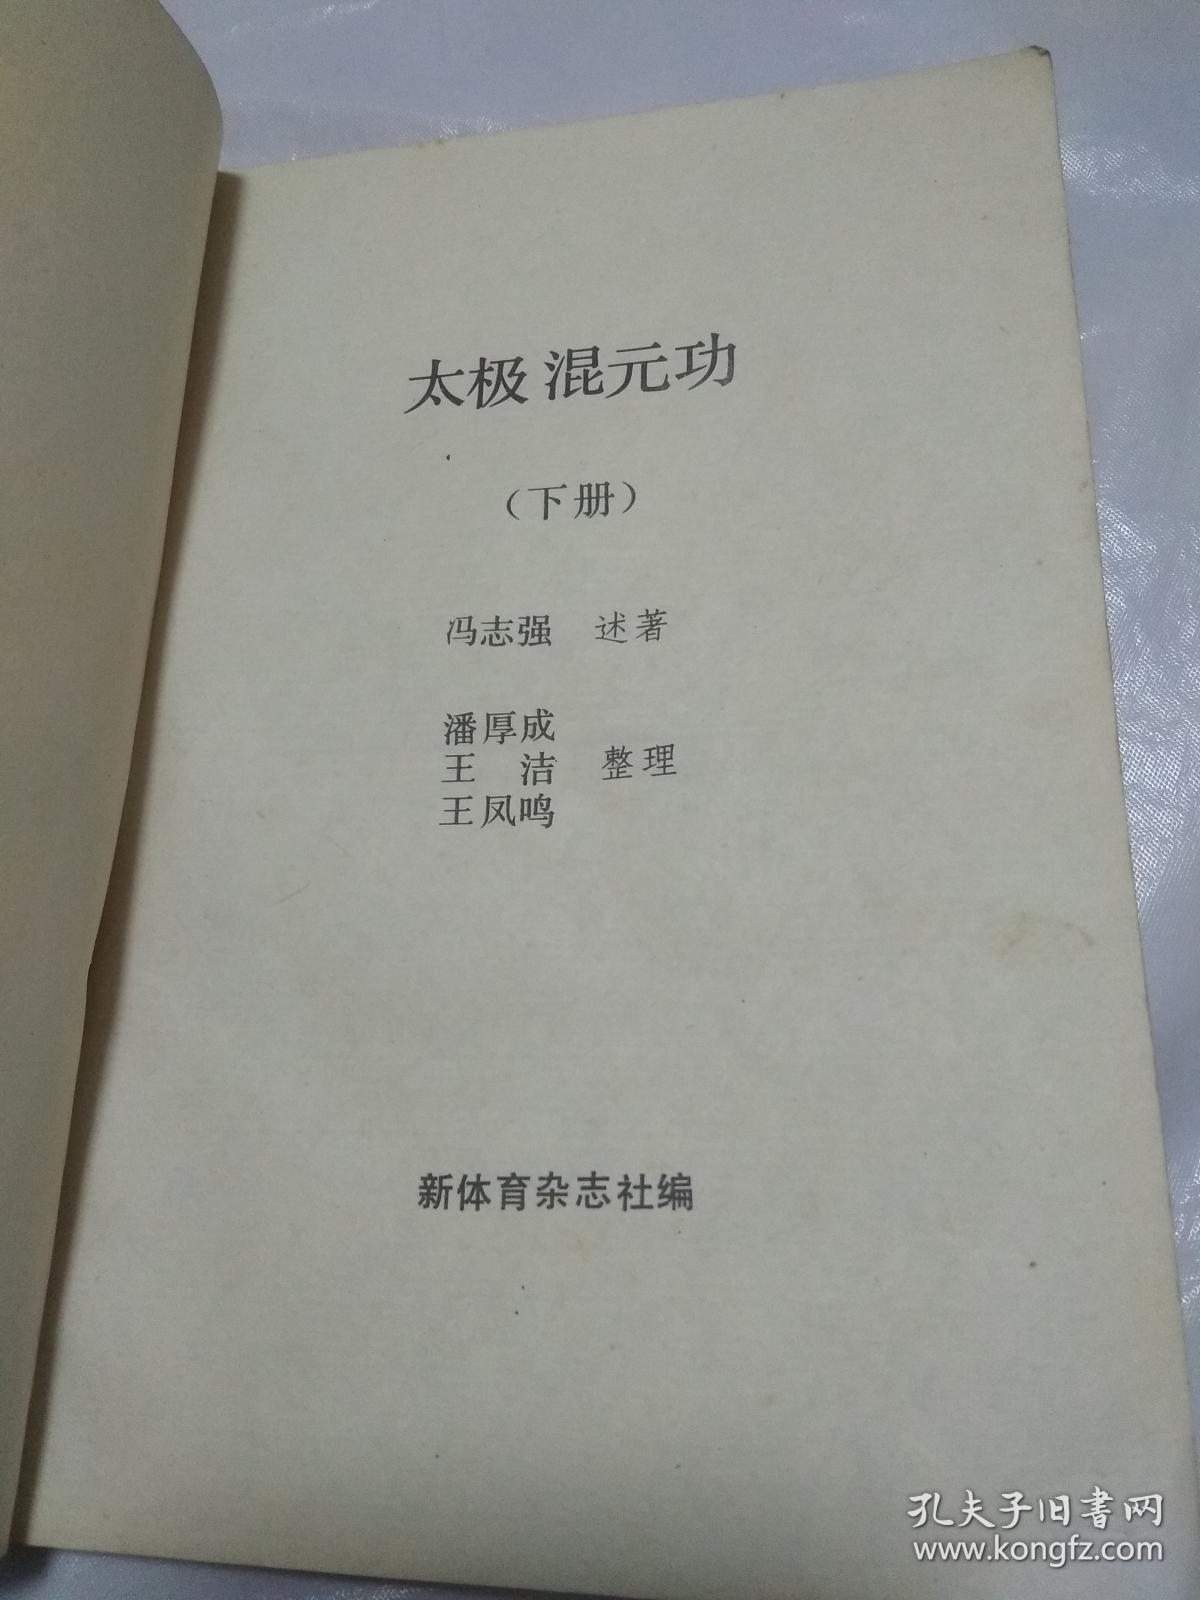 太极 混元功
（下册）
冯志强 述著
潘厚成
王 洁 整理
王凤鸣
新体育杂志社编
孔夫子旧书网
www.kongfz.com